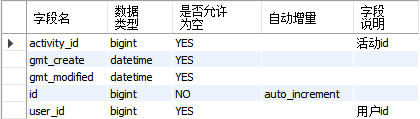 字段名 数据类型 是否允许为空 自动增量 字段说明
activity_id bigint YES 活动id
gmt_create datetime YES
gmt_modified datetime YES
id bigint NO auto_increment
user_id bigint YES 用户id